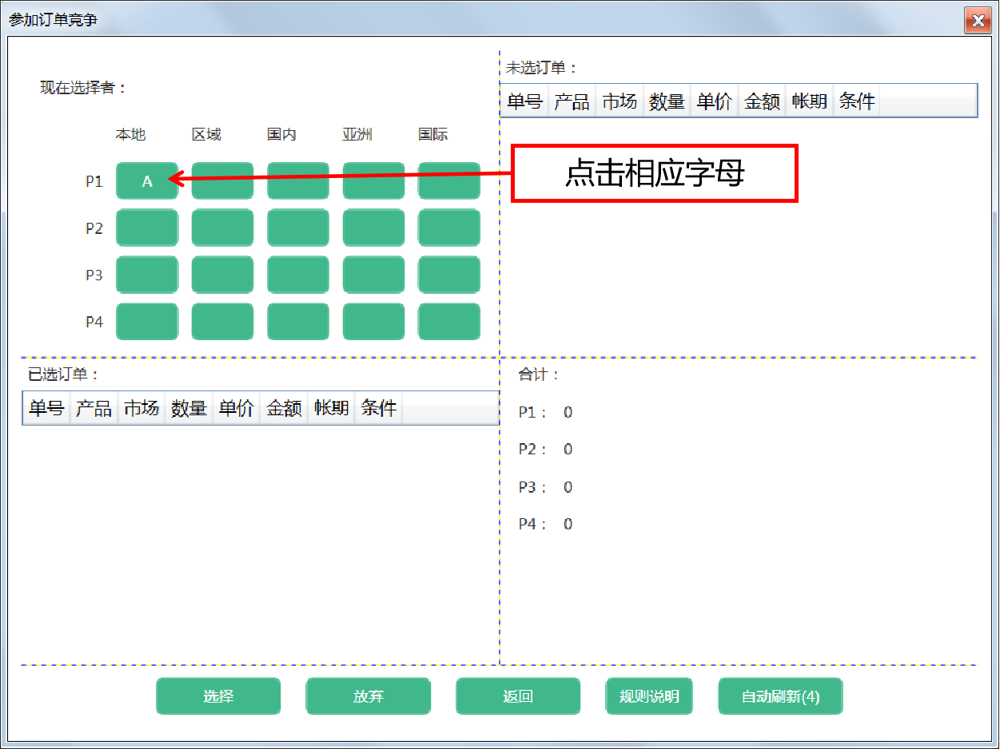 参加订单竞争
现在选择者：
本地 区域 国内 亚洲 国际
P1 A
P2
P3
P4
未选订单：
单号 产品 市场 数量 单价 金额 帐期 条件
点击相应字母
已选订单：
单号 产品 市场 数量 单价 金额 帐期 条件
合计：
P1： 0
P2： 0
P3： 0
P4： 0
选择 放弃 返回 规则说明 自动刷新(4)